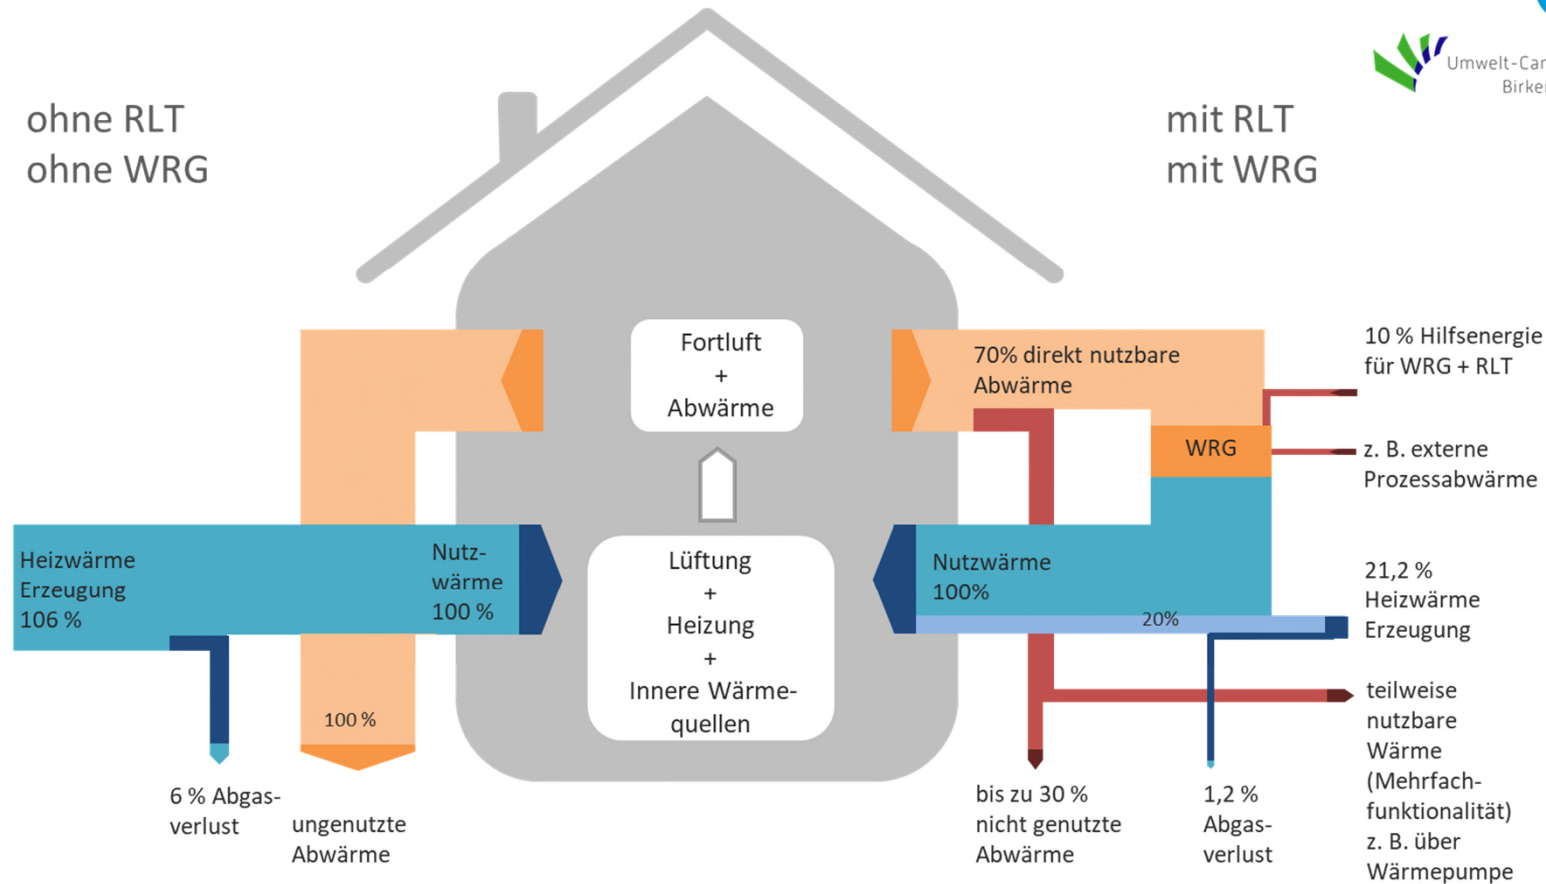 ohne RLT
ohne WRG
mit RLT
mit WRG
Umwelt-Car
Birker
Fortluft
+
Abwärme
Lüftung
+
Heizung
+
Innere Wärme-
quellen
Heizwärme
Erzeugung
106 %
Nutz-
wärme
100 %
100 %
6 % Abgas-
verlust
ungenutzte
Abwärme
70% direkt nutzbare
Abwärme
WRG
Nutzwärme
100%
20%
10 % Hilfsenergie
für WRG + RLT
z. B. externe
Prozessabwärme
21,2 %
Heizwärme
Erzeugung
teilweise
nutzbare
Wärme
(Mehrfach-
funktionalität)
z. B. über
Wärmepumpe
bis zu 30 %
nicht genutzte
Abwärme
1,2 %
Abgas-
verlust